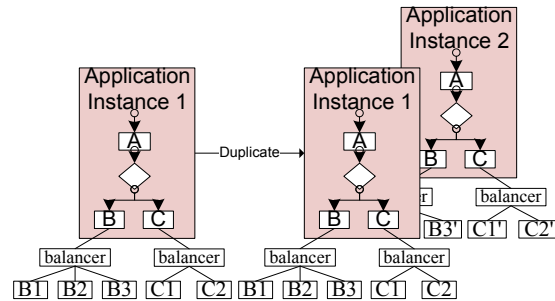 Application
Instance 1
A
B
C
balancer
balancer
B1
B2
B3
C1
C2
Duplicate
Application
Instance 1
A
B
C
balancer
balancer
B1
B2
B3
C1
C2
Application
Instance 2
A
B
C
balancer
B3'
C1'
C2'